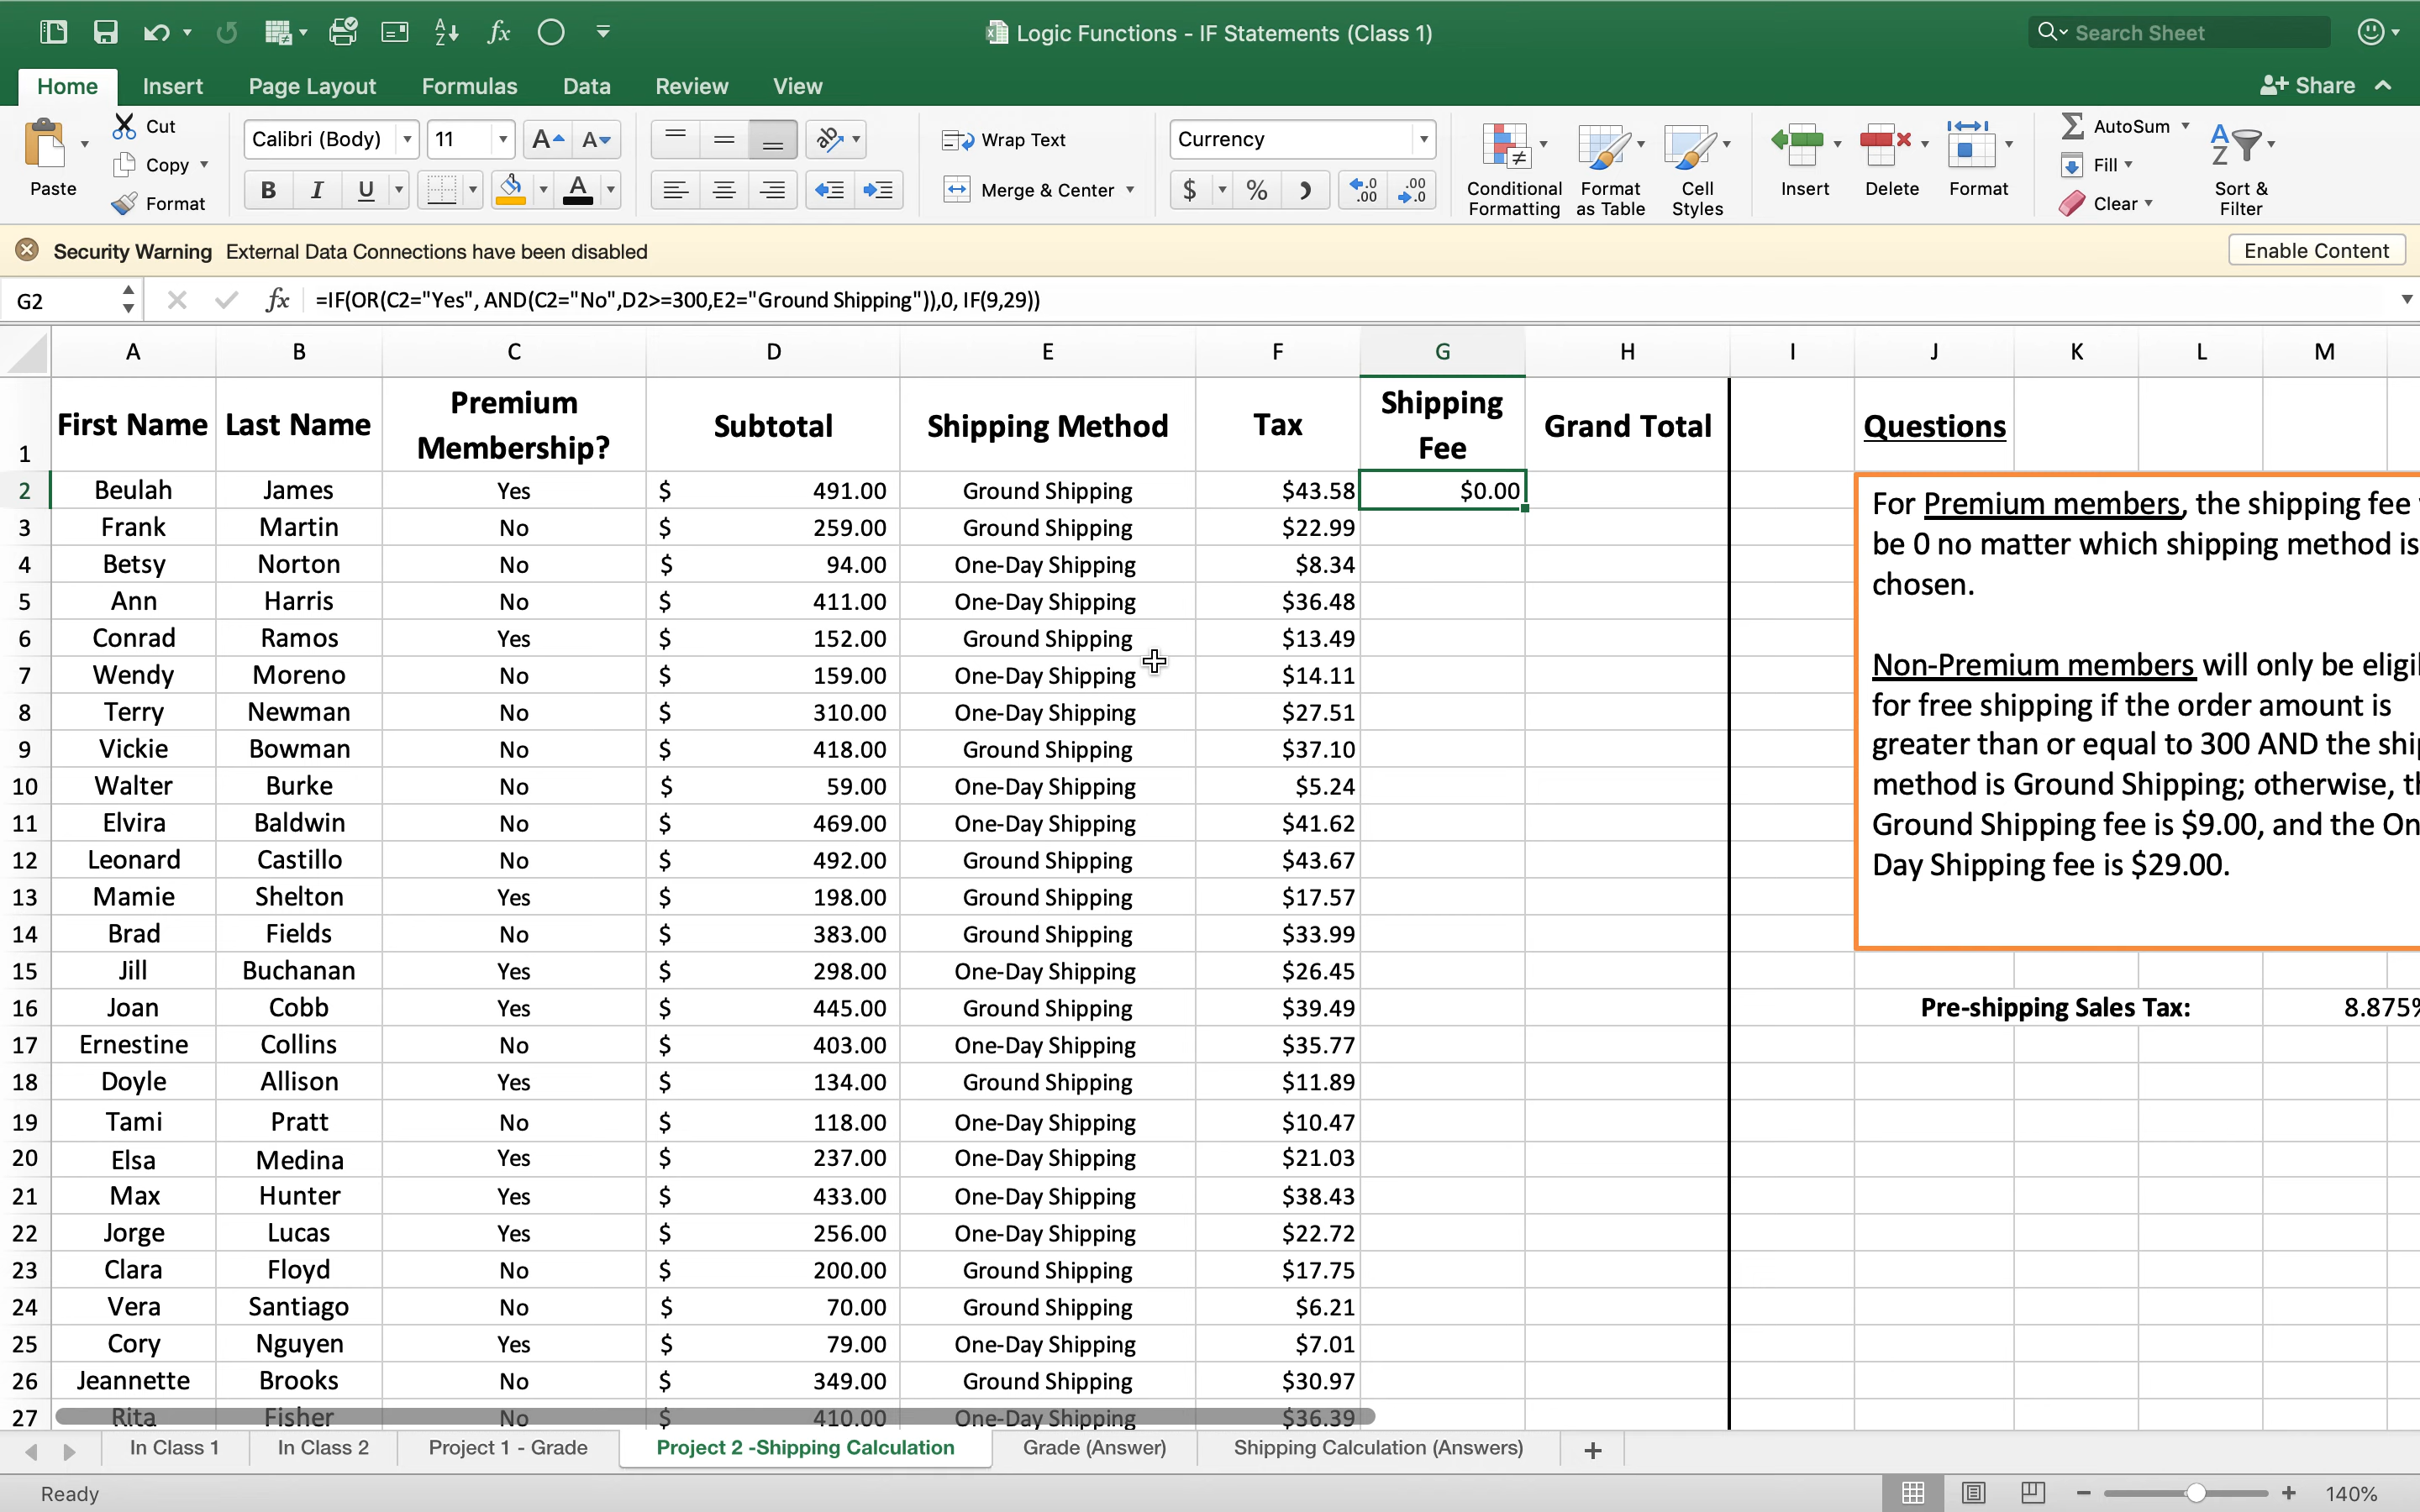 Logic Functions - IF Statements (Class 1)
Search Sheet
Home Insert Page Layout Formulas Data Review View
Share
Paste
Cut
Copy
Format
Calibri (Body) 11
Wrap Text
Merge & Center
Currency
Conditional Formatting
Format as Table
Cell Styles
Insert
Delete
Format
AutoSum
Fill
Clear
Sort & Filter
Security Warning External Data Connections have been disabled
Enable Content
G2 fx =IF(OR(C2="Yes", AND(C2="No",D2>=300,E2="Ground Shipping")),0, IF(9,29))
A B C D E F G H I J K L M
1 First Name Last Name Premium Membership? Subtotal Shipping Method Tax Shipping Fee Grand Total Questions
2 Beulah James Yes $ 491.00 Ground Shipping $43.58 $0.00
3 Frank Martin No $ 259.00 Ground Shipping $22.99
4 Betsy Norton No $ 94.00 One-Day Shipping $8.34
5 Ann Harris No $ 411.00 One-Day Shipping $36.48
6 Conrad Ramos Yes $ 152.00 Ground Shipping $13.49
7 Wendy Moreno No $ 159.00 One-Day Shipping $14.11
8 Terry Newman No $ 310.00 One-Day Shipping $27.51
9 Vickie Bowman No $ 418.00 Ground Shipping $37.10
10 Walter Burke No $ 59.00 One-Day Shipping $5.24
11 Elvira Baldwin No $ 469.00 One-Day Shipping $41.62
12 Leonard Castillo No $ 492.00 Ground Shipping $43.67
13 Mamie Shelton Yes $ 198.00 Ground Shipping $17.57
14 Brad Fields No $ 383.00 Ground Shipping $33.99
15 Jill Buchanan Yes $ 298.00 One-Day Shipping $26.45
16 Joan Cobb Yes $ 445.00 Ground Shipping $39.49
17 Ernestine Collins No $ 403.00 One-Day Shipping $35.77
18 Doyle Allison Yes $ 134.00 Ground Shipping $11.89
19 Tami Pratt No $ 118.00 One-Day Shipping $10.47
20 Elsa Medina Yes $ 237.00 One-Day Shipping $21.03
21 Max Hunter Yes $ 433.00 One-Day Shipping $38.43
22 Jorge Lucas Yes $ 256.00 One-Day Shipping $22.72
23 Clara Floyd No $ 200.00 Ground Shipping $17.75
24 Vera Santiago No $ 70.00 Ground Shipping $6.21
25 Cory Nguyen Yes $ 79.00 One-Day Shipping $7.01
26 Jeannette Brooks No $ 349.00 Ground Shipping $30.97
27 Rita Fisher No $ 410.00 One-Day Shipping $36.39
For Premium members, the shipping fee
be 0 no matter which shipping method is
chosen.
Non-Premium members will only be
for free shipping if the order amount is
greater than or equal to 300 AND the
method is Ground Shipping; otherwise,
Ground Shipping fee is $9.00, and the
Day Shipping fee is $29.00.
Pre-shipping Sales Tax: 8.875%
In Class 1 In Class 2 Project 1 - Grade Project 2 -Shipping Calculation Grade (Answer) Shipping Calculation (Answers) +
Ready
140%